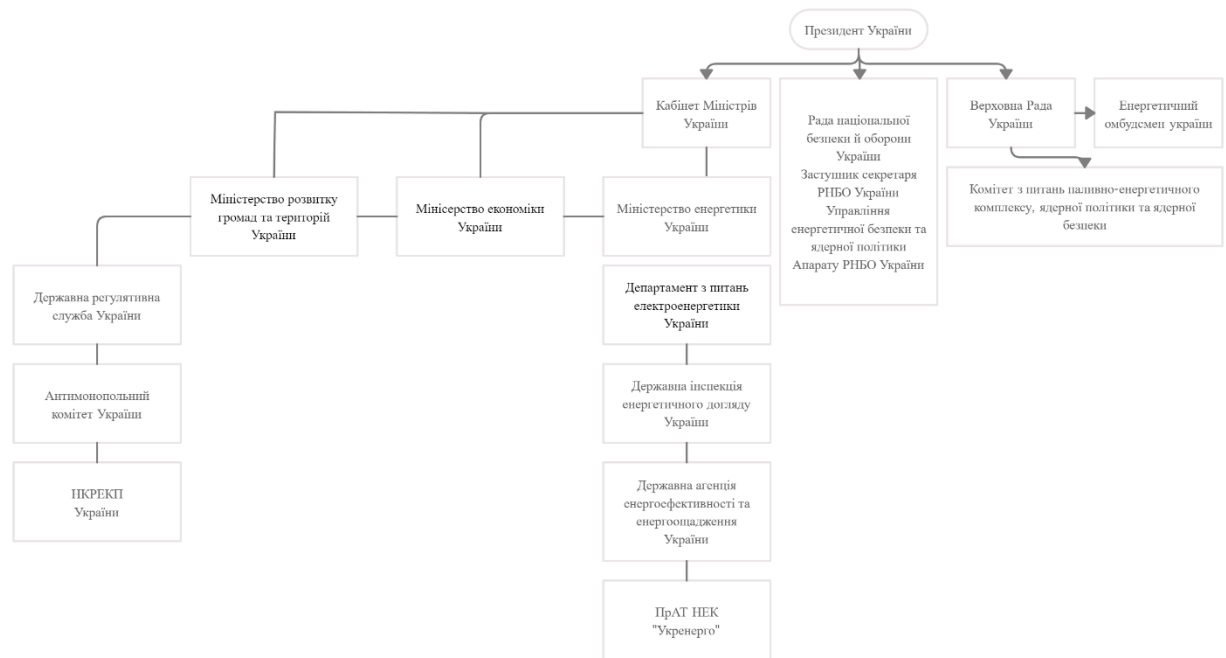 Президент України
Кабінет Міністрів
України
Рада національної
безпеки й оборони
України
Заступник секретаря
РНБО України
Управління
енергетичної безпеки та
ядерної політики
Апарату РНБО України
Верховна Рада
України
Енергетичний
омбудсмен україни
Комітет з питань паливно-енергетичного
комплексу, ядерної політики та ядерної
безпеки
Міністерство розвитку
громад та територій
України
Мінісерство економіки
України
Міністерство енергетики
України
Державна регулятивна
служба України
Департамент з питань
електроенергетики
України
Антимонопольний
комітет України
Державна інспекція
енергетичного догляду
України
НКРЕКП
України
Державна агенція
енергоефективності та
енергоощадження
України
ПрАТ НЕК
"Укренерго"